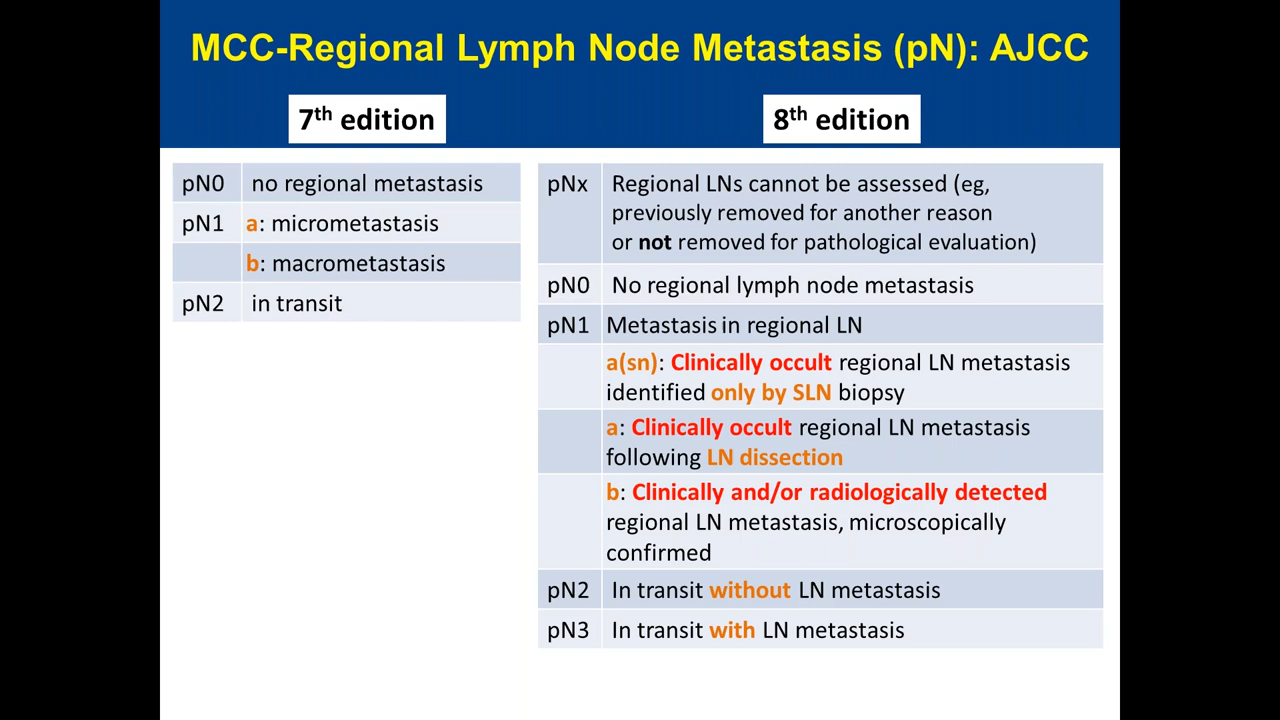 MCC-Regional Lymph Node Metastasis (pN): AJCC
7th edition
8th edition
pN0 no regional metastasis
pN1 a: micrometastasis
b: macrometastasis
pN2 in transit
pNx Regional LNs cannot be assessed (eg,
previously removed for another reason
or not removed for pathological evaluation)
pN0 No regional lymph node metastasis
pN1 Metastasis in regional LN
a(sn): Clinically occult regional LN metastasis
identified only by SLN biopsy
a: Clinically occult regional LN metastasis
following LN dissection
b: Clinically and/or radiologically detected
regional LN metastasis, microscopically
confirmed
pN2 In transit without LN metastasis
pN3 In transit with LN metastasis